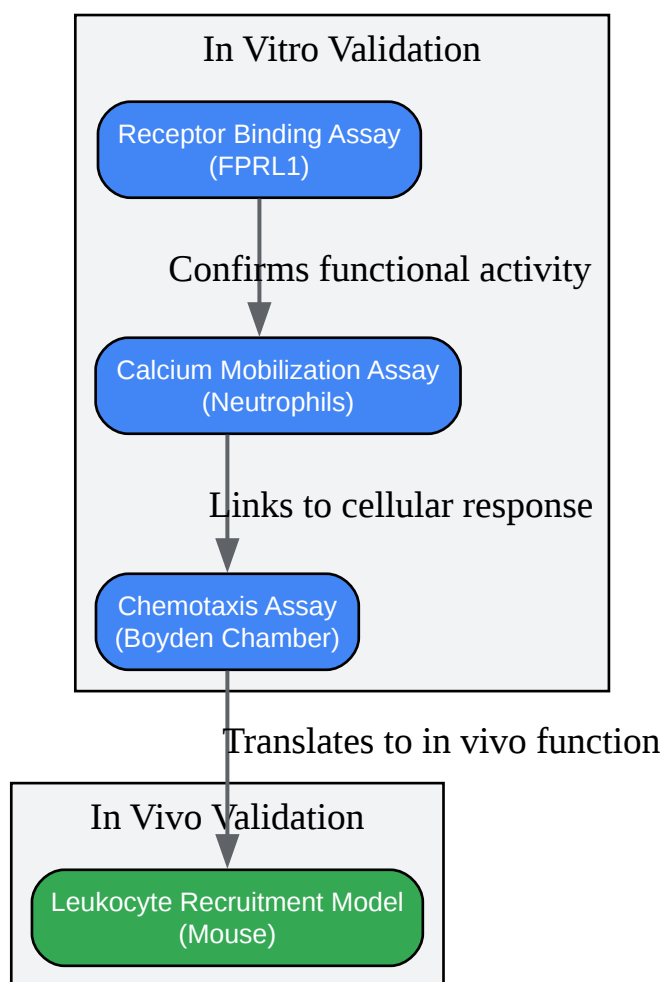 In Vitro Validation
Receptor Binding Assay
(FPRL1)
Confirms functional activity
Calcium Mobilization Assay
(Neutrophils)
Links to cellular response
Chemotaxis Assay
(Boyden Chamber)
Translates to in vivo function
In Vivo Validation
Leukocyte Recruitment Model
(Mouse)